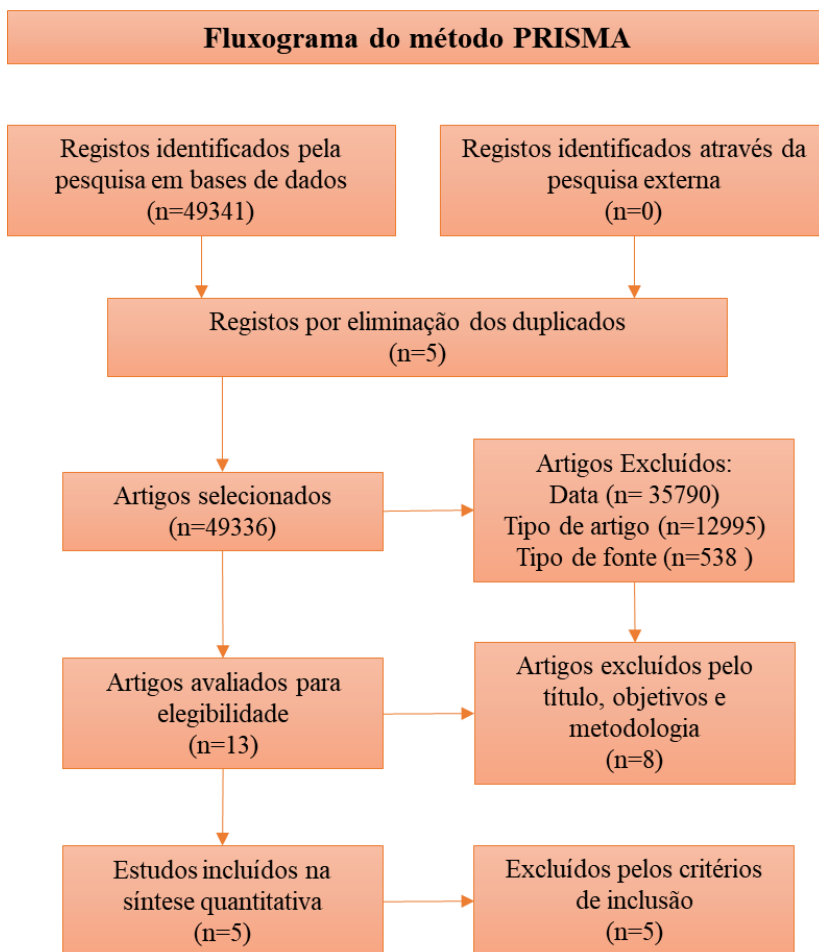 Fluxograma do método PRISMA
Registos identificados pela
pesquisa em bases de dados
(n=49341)
Registos identificados através da
pesquisa externa
(n=0)
Registos por eliminação dos duplicados
(n=5)
Artigos selecionados
(n=49336)
Artigos Excluídos:
Data (n= 35790)
Tipo de artigo (n=12995)
Tipo de fonte (n=538 )
Artigos avaliados para
elegibilidade
(n=13)
Artigos excluídos pelo
título, objetivos e
metodologia
(n=8)
Estudos incluídos na
síntese quantitativa
(n=5)
Excluídos pelos critérios
de inclusão
(n=5)